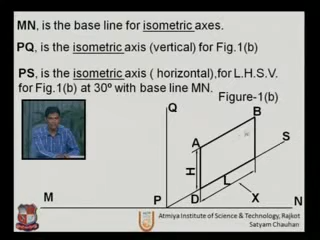 MN, is the base line for isometric axes.
PQ, is the isometric axis (vertical) for Fig.1(b)
PS, is the isometric axis ( horizontal),for L.H.S.V.
for Fig.1(b) at 30º with base line MN.
Figure-1(b)
Q
B
A
S
H
L
M
P
D
X
N
Atmiya Institute of Science & Technology, Rajkot
Satyam Chauhan